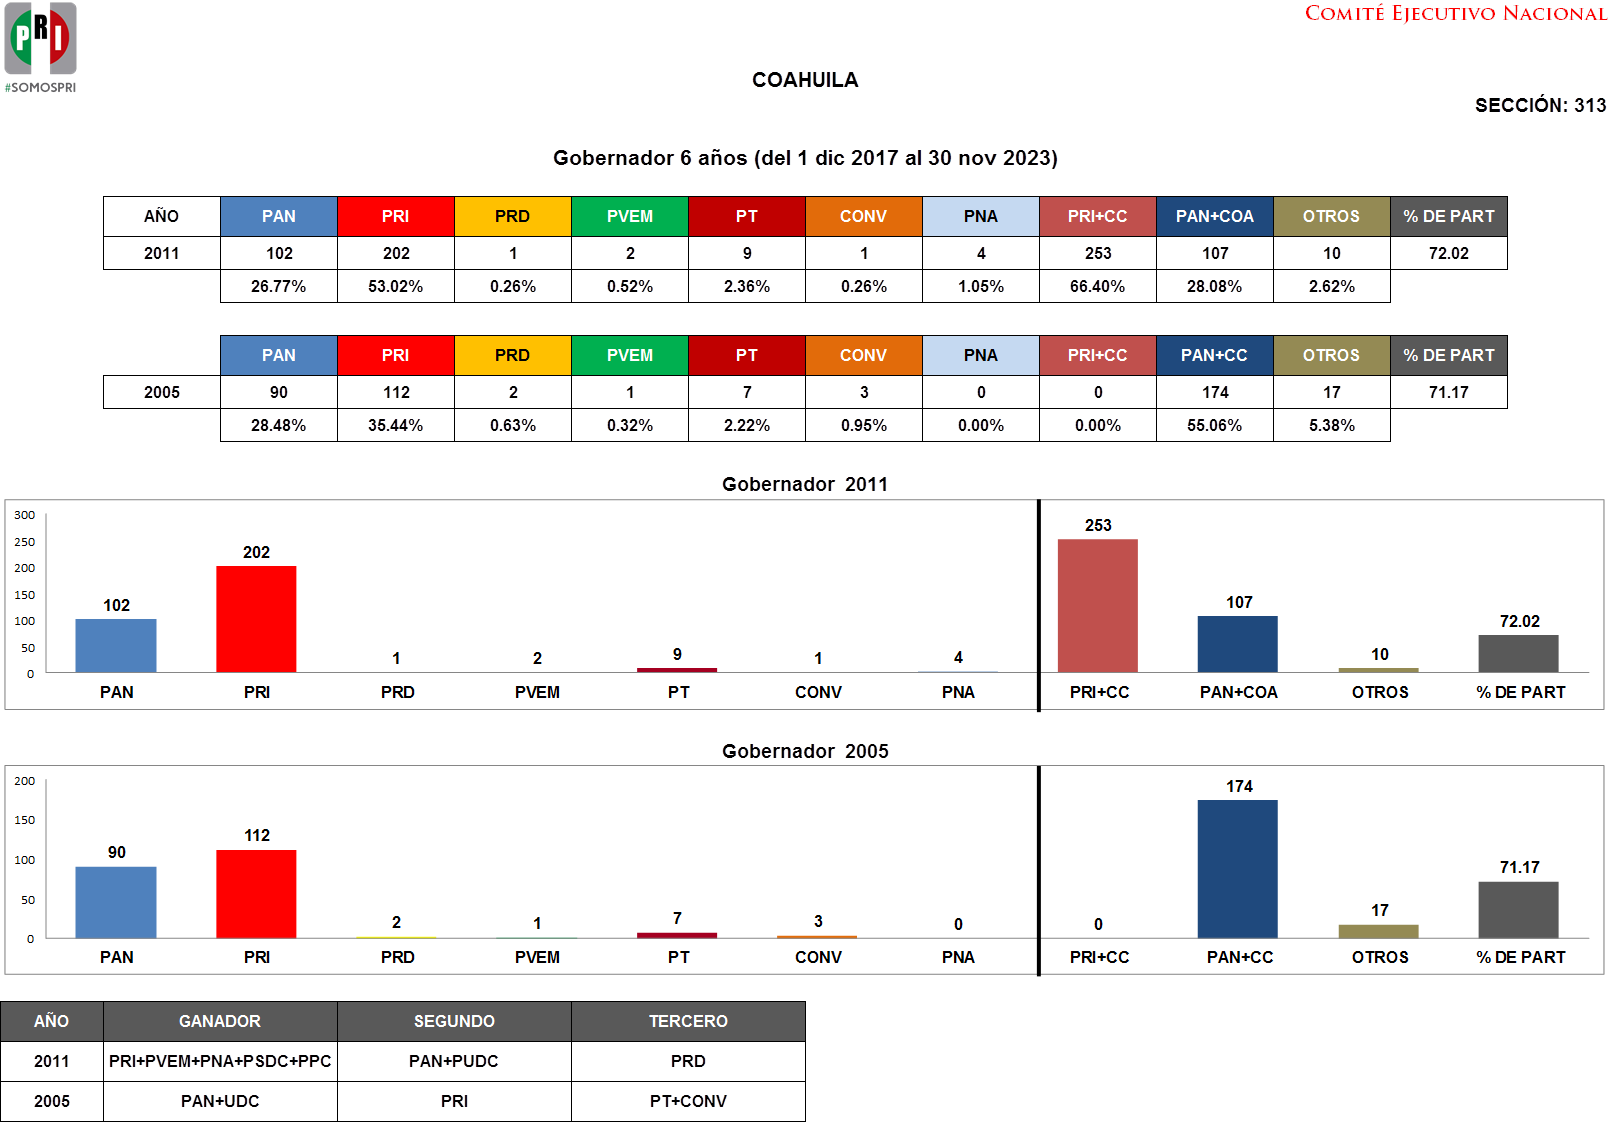 PRI
#SOMOSPRI
COMITÉ EJECUTIVO NACIONAL
COAHUILA
SECCIÓN: 313
Gobernador 6 años (del 1 dic 2017 al 30 nov 2023)
AÑO PAN PRI PRD PVEM PT CONV PNA PRI+CC PAN+COA OTROS % DE PART
2011 102 202 1 2 9 1 4 253 107 10 72.02
26.77% 53.02% 0.26% 0.52% 2.36% 0.26% 1.05% 66.40% 28.08% 2.62%
PAN PRI PRD PVEM PT CONV PNA PRI+CC PAN+CC OTROS % DE PART
2005 90 112 2 1 7 3 0 0 174 17 71.17
28.48% 35.44% 0.63% 0.32% 2.22% 0.95% 0.00% 0.00% 55.06% 5.38%
Gobernador 2011
300
250
200
150
100
50
0
102 202 1 2 9 1 4 253 107 10 72.02
PAN PRI PRD PVEM PT CONV PNA PRI+CC PAN+COA OTROS % DE PART
Gobernador 2005
200
150
100
50
0
90 112 2 1 7 3 0 0 174 17 71.17
PAN PRI PRD PVEM PT CONV PNA PRI+CC PAN+CC OTROS % DE PART
AÑO GANADOR SEGUNDO TERCERO
2011 PRI+PVEM+PNA+PSDC+PPC PAN+PUDC PRD
2005 PAN+UDC PRI PT+CONV